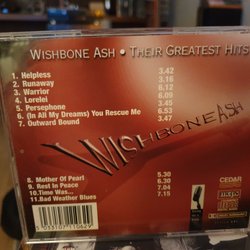 WISHBONE ASH • THEIR GREATEST HITS
1 Helpless 3.42
2. Runaway 3.16
3. Warrior 6.12
4. Lorelei 6.09
5. Persephone 3.45
6. (In All My Dreams) You Rescue Me 6.53
7. Outward Bound 3.47
WISHBONE ASH
8. Mother Of Pearl 5.30
9. Rest in Peace 6.30
10.Time Was... 7.04
11.Bad Weather Blues 7.15
CEDAR